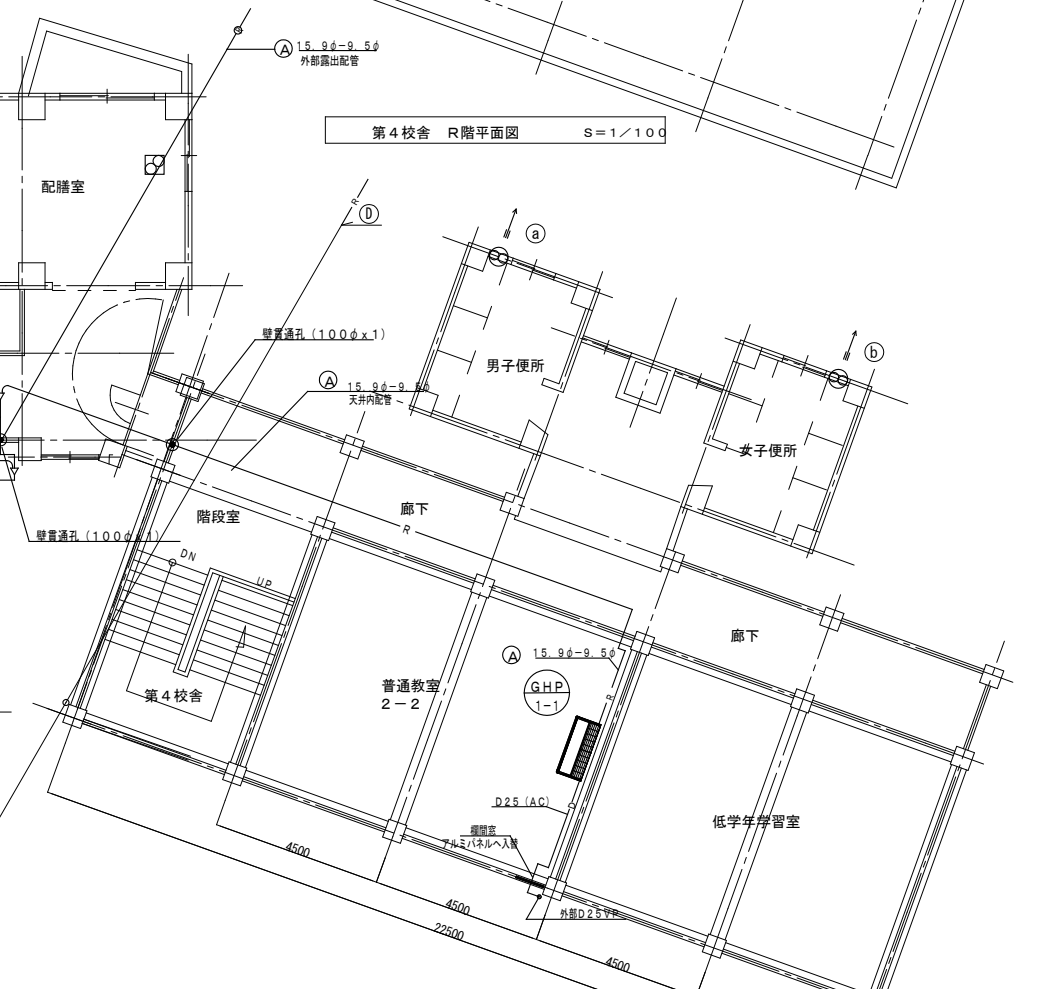 Ⓐ 15.9φ-9.5φ
外部露出配管
第4校舎 R階平面図 S=1/100
配膳室
R
Ⓓ
ⓐ
壁貫通孔(100φx1)
男子便所
ⓑ
Ⓐ 15.9φ-9.5φ
天井内配管
女子便所
廊下
階段室
R
壁貫通孔(100φx1)
DN
UP
廊下
Ⓐ 15.9φ-9.5φ
第4校舎
普通教室
2-2
GHP
1-1
R
D25(AC)
低学年学習室
欄間窓
アルミパネルへ入替
4500
外部D25VP
4500
22500
4500